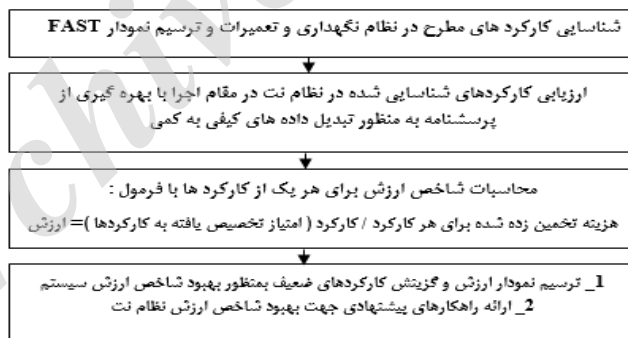 شناسایی کارکرد های مطرح در نظام نگهداری و تعمیرات و ترسیم نمودار FAST
ارزیابی کارکردهای شناسایی شده در نظام نت در مقام اجرا با بهره گیری از
پرسشنامه به منظور تبدیل داده های کیفی به کمی
محاسبات شاخص ارزش برای هر یک از کارکرد ها با فرمول :
هزینه تخمین زده شده برای هر کارکرد / کارکرد ( امتیاز تخصیص یافته به کارکردها )= ارزش
1_ ترسیم نمودار ارزش و گزینش کارکردهای ضعیف بمنظور بهبود شاخص ارزش سیستم
2_ ارائه راهکارهای پیشنهادی جهت بهبود شاخص ارزش نظام نت